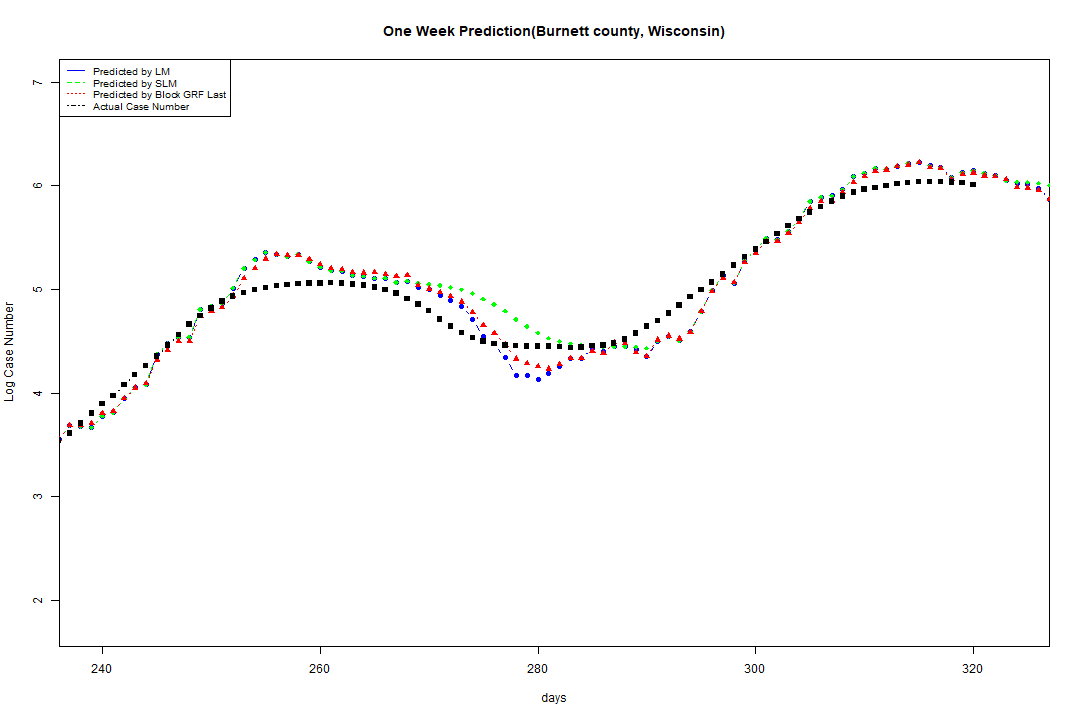 One Week Prediction(Burnett county, Wisconsin)
Predicted by LM
Predicted by SLM
Predicted by Block GRF Last
Actual Case Number
7
6
5
4
3
2
Log Case Number
240 260 280 300 320
days